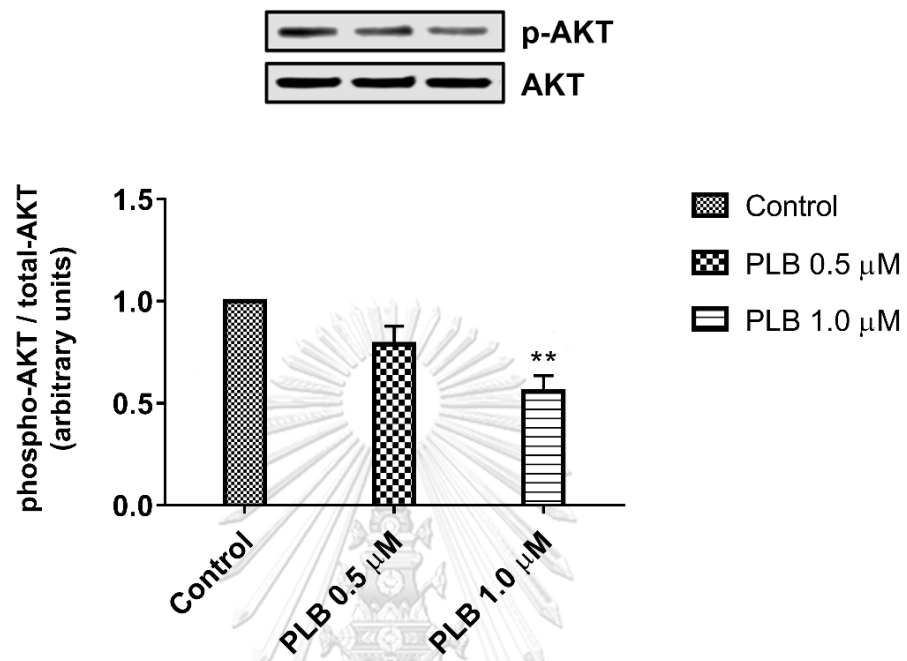 p-AKT
AKT
phospho-AKT / total-AKT
(arbitrary units)
1.5
1.0
0.5
0.0
**
Control
PLB 0.5 μM
PLB 1.0 μM
Control
PLB 0.5 μM
PLB 1.0 μM